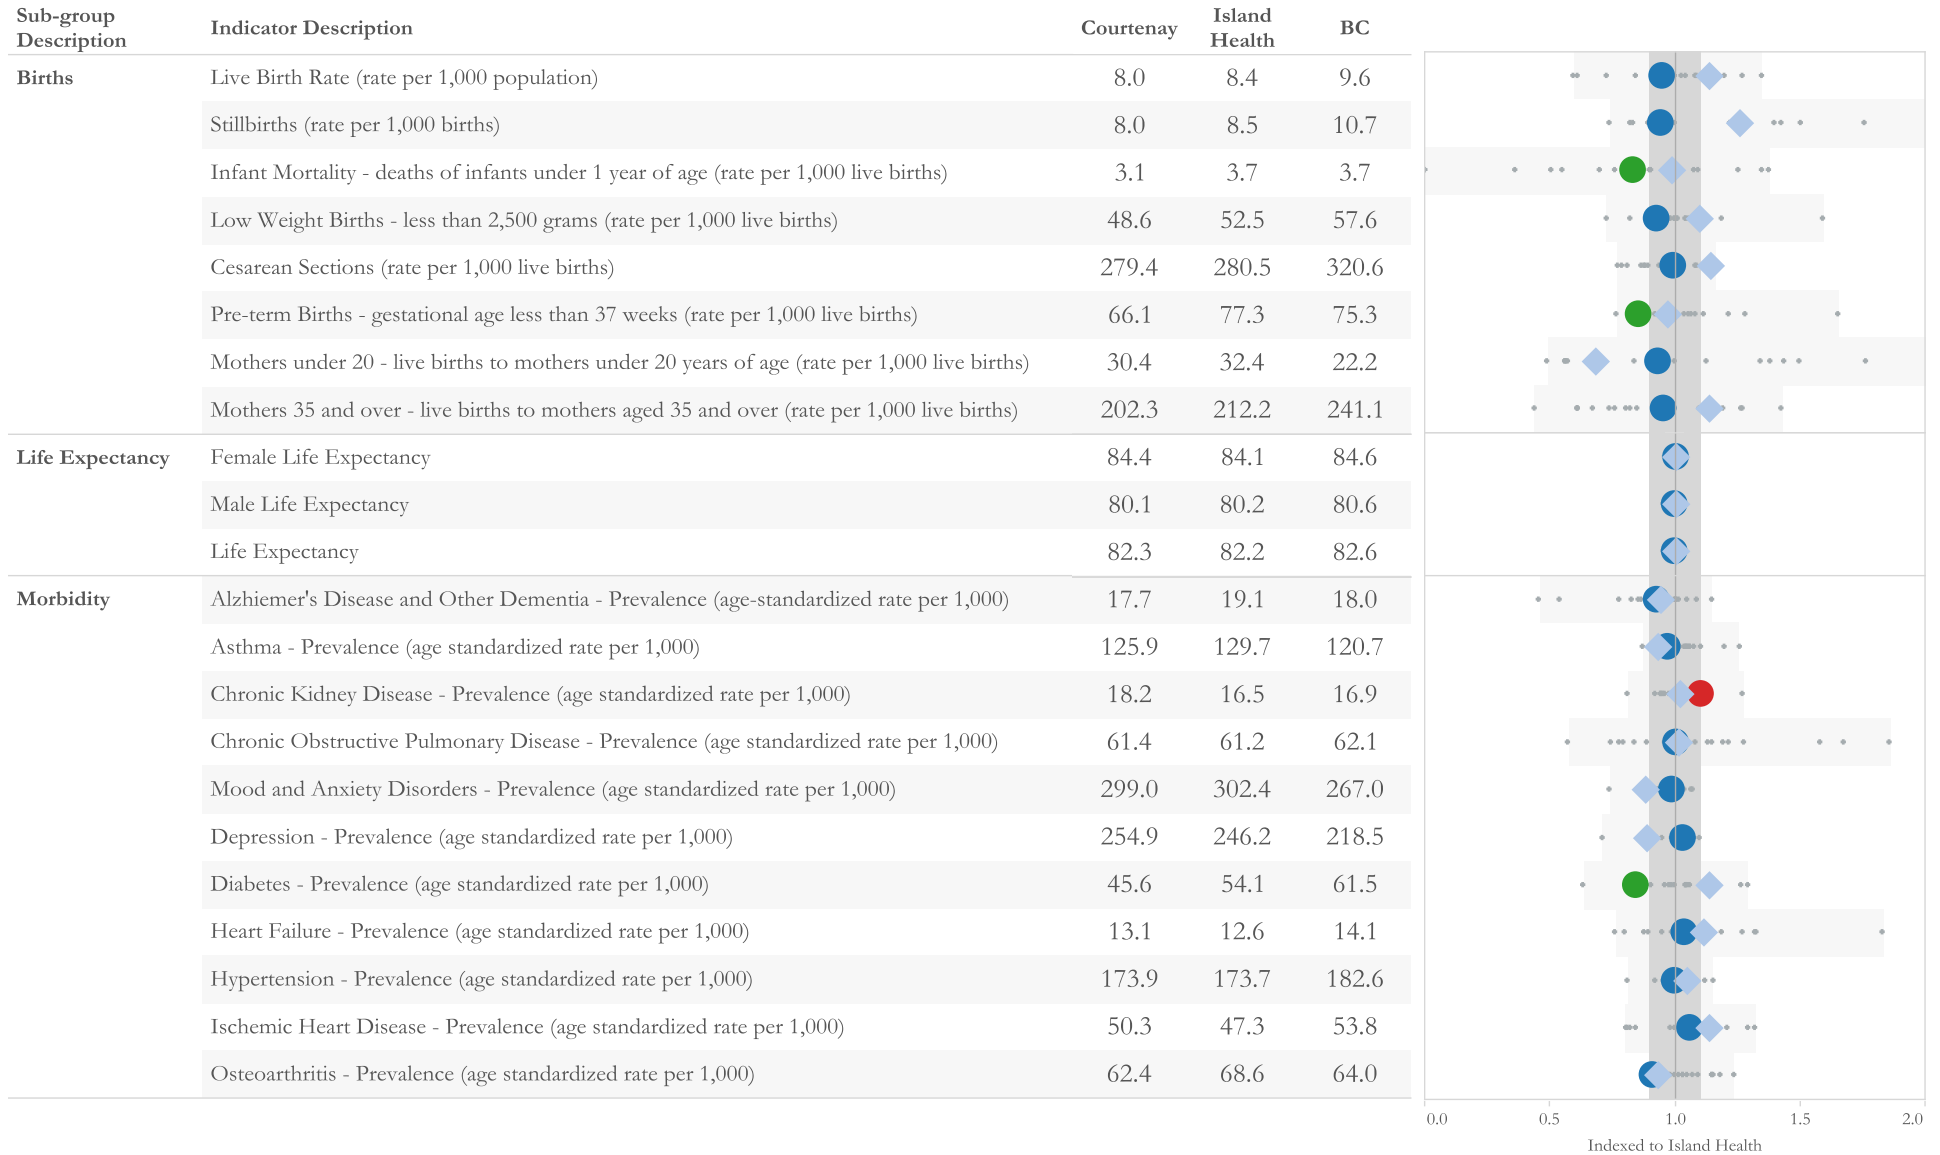 Sub-group Description Indicator Description Courtenay Island Health BC
Births Live Birth Rate (rate per 1,000 population) 8.0 8.4 9.6
Stillbirths (rate per 1,000 births) 8.0 8.5 10.7
Infant Mortality - deaths of infants under 1 year of age (rate per 1,000 live births) 3.1 3.7 3.7
Low Weight Births - less than 2,500 grams (rate per 1,000 live births) 48.6 52.5 57.6
Cesarean Sections (rate per 1,000 live births) 279.4 280.5 320.6
Pre-term Births - gestational age less than 37 weeks (rate per 1,000 live births) 66.1 77.3 75.3
Mothers under 20 - live births to mothers under 20 years of age (rate per 1,000 live births) 30.4 32.4 22.2
Mothers 35 and over - live births to mothers aged 35 and over (rate per 1,000 live births) 202.3 212.2 241.1
Life Expectancy Female Life Expectancy 84.4 84.1 84.6
Male Life Expectancy 80.1 80.2 80.6
Life Expectancy 82.3 82.2 82.6
Morbidity Alzhiemer's Disease and Other Dementia - Prevalence (age-standardized rate per 1,000) 17.7 19.1 18.0
Asthma - Prevalence (age standardized rate per 1,000) 125.9 129.7 120.7
Chronic Kidney Disease - Prevalence (age standardized rate per 1,000) 18.2 16.5 16.9
Chronic Obstructive Pulmonary Disease - Prevalence (age standardized rate per 1,000) 61.4 61.2 62.1
Mood and Anxiety Disorders - Prevalence (age standardized rate per 1,000) 299.0 302.4 267.0
Depression - Prevalence (age standardized rate per 1,000) 254.9 246.2 218.5
Diabetes - Prevalence (age standardized rate per 1,000) 45.6 54.1 61.5
Heart Failure - Prevalence (age standardized rate per 1,000) 13.1 12.6 14.1
Hypertension - Prevalence (age standardized rate per 1,000) 173.9 173.7 182.6
Ischemic Heart Disease - Prevalence (age standardized rate per 1,000) 50.3 47.3 53.8
Osteoarthritis - Prevalence (age standardized rate per 1,000) 62.4 68.6 64.0
0.0 0.5 1.0 1.5 2.0
Indexed to Island Health